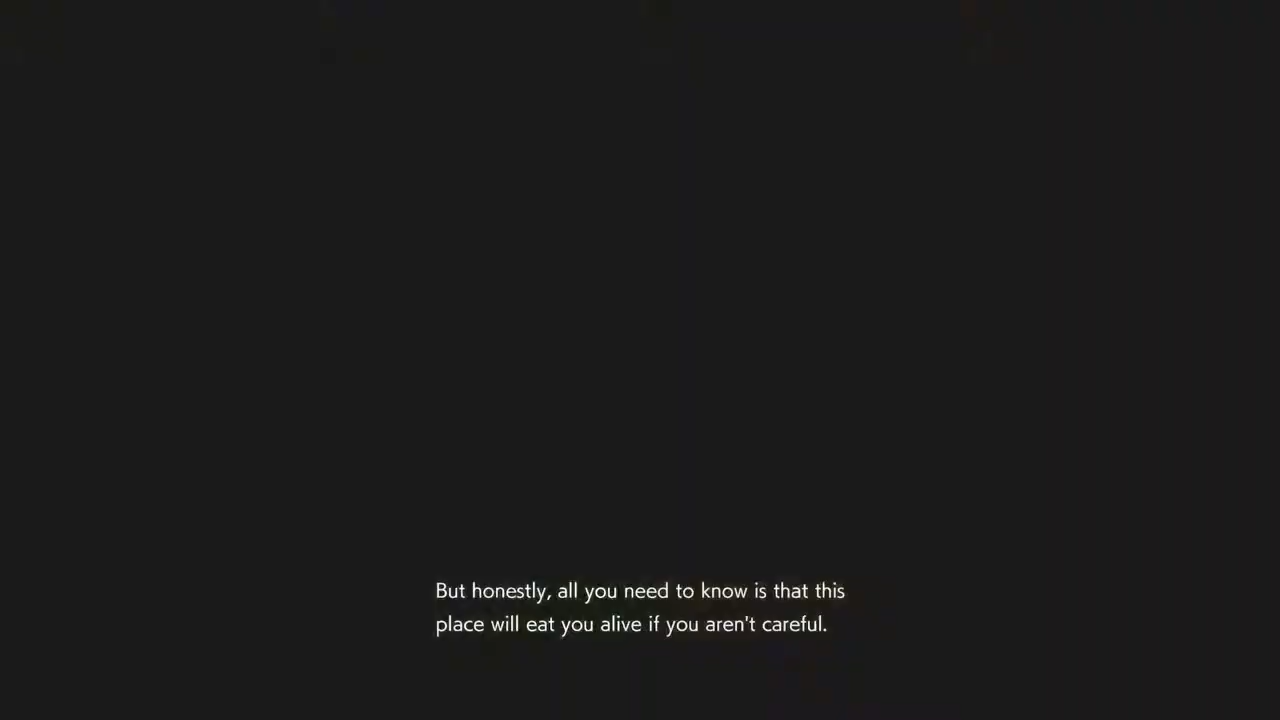 But honestly, all you need to know is that this
place will eat you alive if you aren't careful.